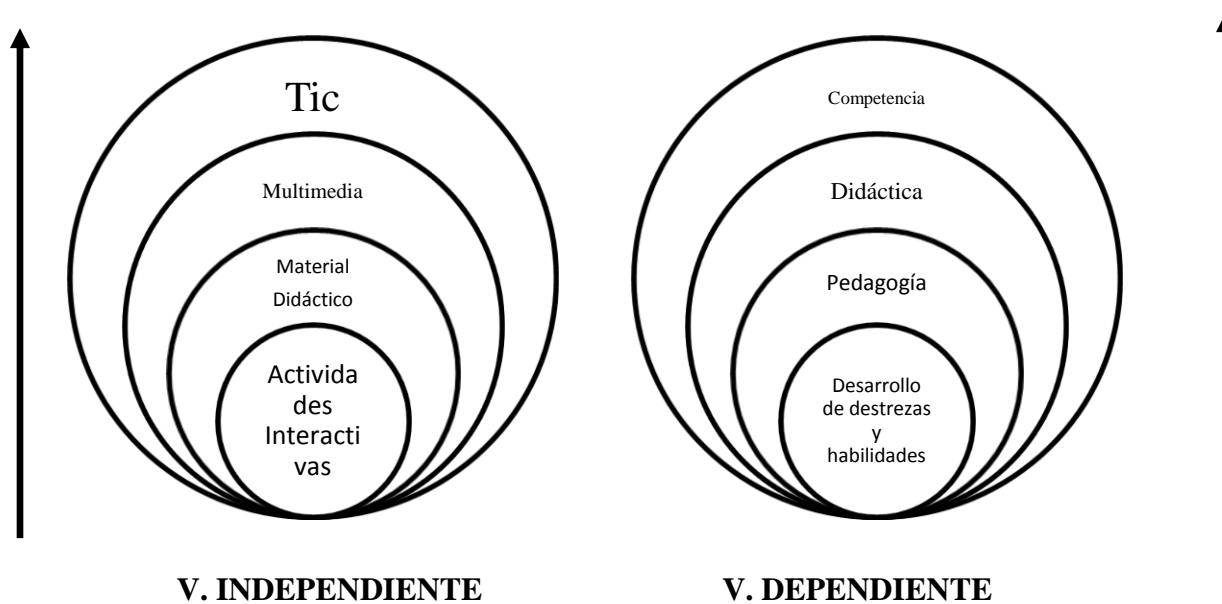 Tic
Multimedia
Material
Didáctico
Activida
des
Interacti
vas
Competencia
Didáctica
Pedagogía
Desarrollo
de destrezas
y
habilidades
V. INDEPENDIENTE
V. DEPENDIENTE